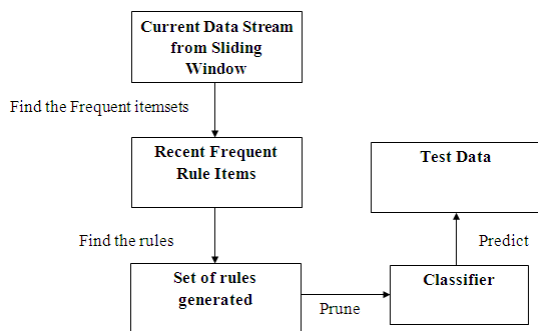 Current Data Stream
from Sliding
Window
Find the Frequent itemsets
Recent Frequent
Rule Items
Test Data
Find the rules
Predict
Set of rules
generated
Prune
Classifier